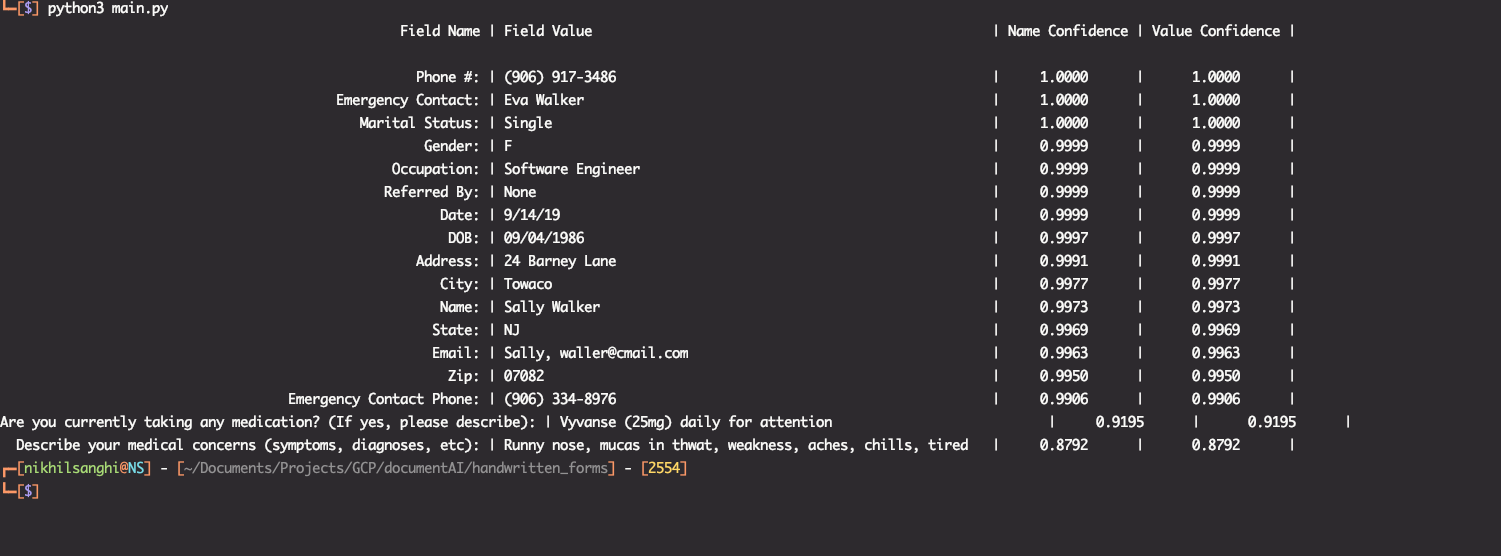 └─[$] python3 main.py
Field Name | Field Value | Name Confidence | Value Confidence |
Phone #: | (906) 917-3486 | 1.0000 | 1.0000 |
Emergency Contact: | Eva Walker | 1.0000 | 1.0000 |
Marital Status: | Single | 1.0000 | 1.0000 |
Gender: | F | 0.9999 | 0.9999 |
Occupation: | Software Engineer | 0.9999 | 0.9999 |
Referred By: | None | 0.9999 | 0.9999 |
Date: | 9/14/19 | 0.9999 | 0.9999 |
DOB: | 09/04/1986 | 0.9997 | 0.9997 |
Address: | 24 Barney Lane | 0.9991 | 0.9991 |
City: | Towaco | 0.9977 | 0.9977 |
Name: | Sally Walker | 0.9973 | 0.9973 |
State: | NJ | 0.9969 | 0.9969 |
Email: | Sally, waller@cmail.com | 0.9963 | 0.9963 |
Zip: | 07082 | 0.9950 | 0.9950 |
Emergency Contact Phone: | (906) 334-8976 | 0.9906 | 0.9906 |
Are you currently taking any medication? (If yes, please describe): | Vyvanse (25mg) daily for attention | 0.9195 | 0.9195 |
Describe your medical concerns (symptoms, diagnoses, etc): | Runny nose, mucas in thwat, weakness, aches, chills, tired | 0.8792 | 0.8792 |
┌─[nikhilsanghi@NS] - [~/Documents/Projects/GCP/documentAI/handwritten_forms] - [2554]
└─[$]